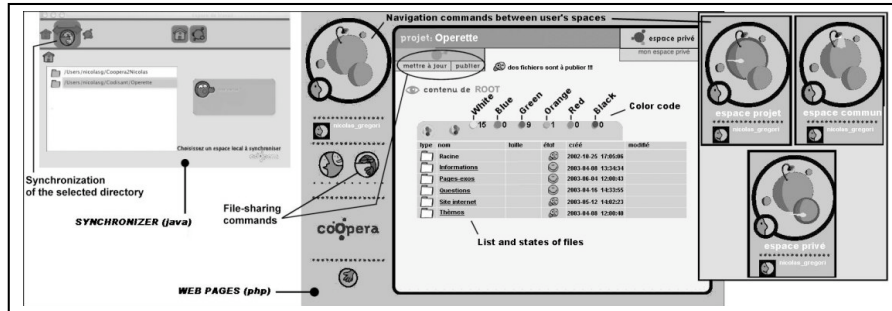 Navigation commands between user's spaces
/Users/nicolasg/Coopera2Nicolas
/Users/nicolasg/Codisant/Operette
Choisissez un espace local à synchroniser
Synchronization
of the selected directory
SYNCHRONIZER (java)
File-sharing
commands
WEB PAGES (php)
nicolas_gregori
coOpera
projet: Operette
espace privé
mon espace privé
mettre à jour publier
des fichiers sont à publier !!!
contenu de ROOT
White Blue Green Orange Red Black
Color code
15 0 9 1 0 0
type nom taille état créé modifié
Racine 2002-10-25 17:05:06
Informations 2003-04-08 13:34:34
Pages-exos 2003-06-04 12:00:43
Questions 2003-04-16 14:33:55
Site internet 2003-05-12 14:02:23
Thèmes 2003-04-08 12:00:40
List and states of files
espace projet
nicolas_gregori
espace commun
nicolas_gregori
espace privé
nicolas_gregori